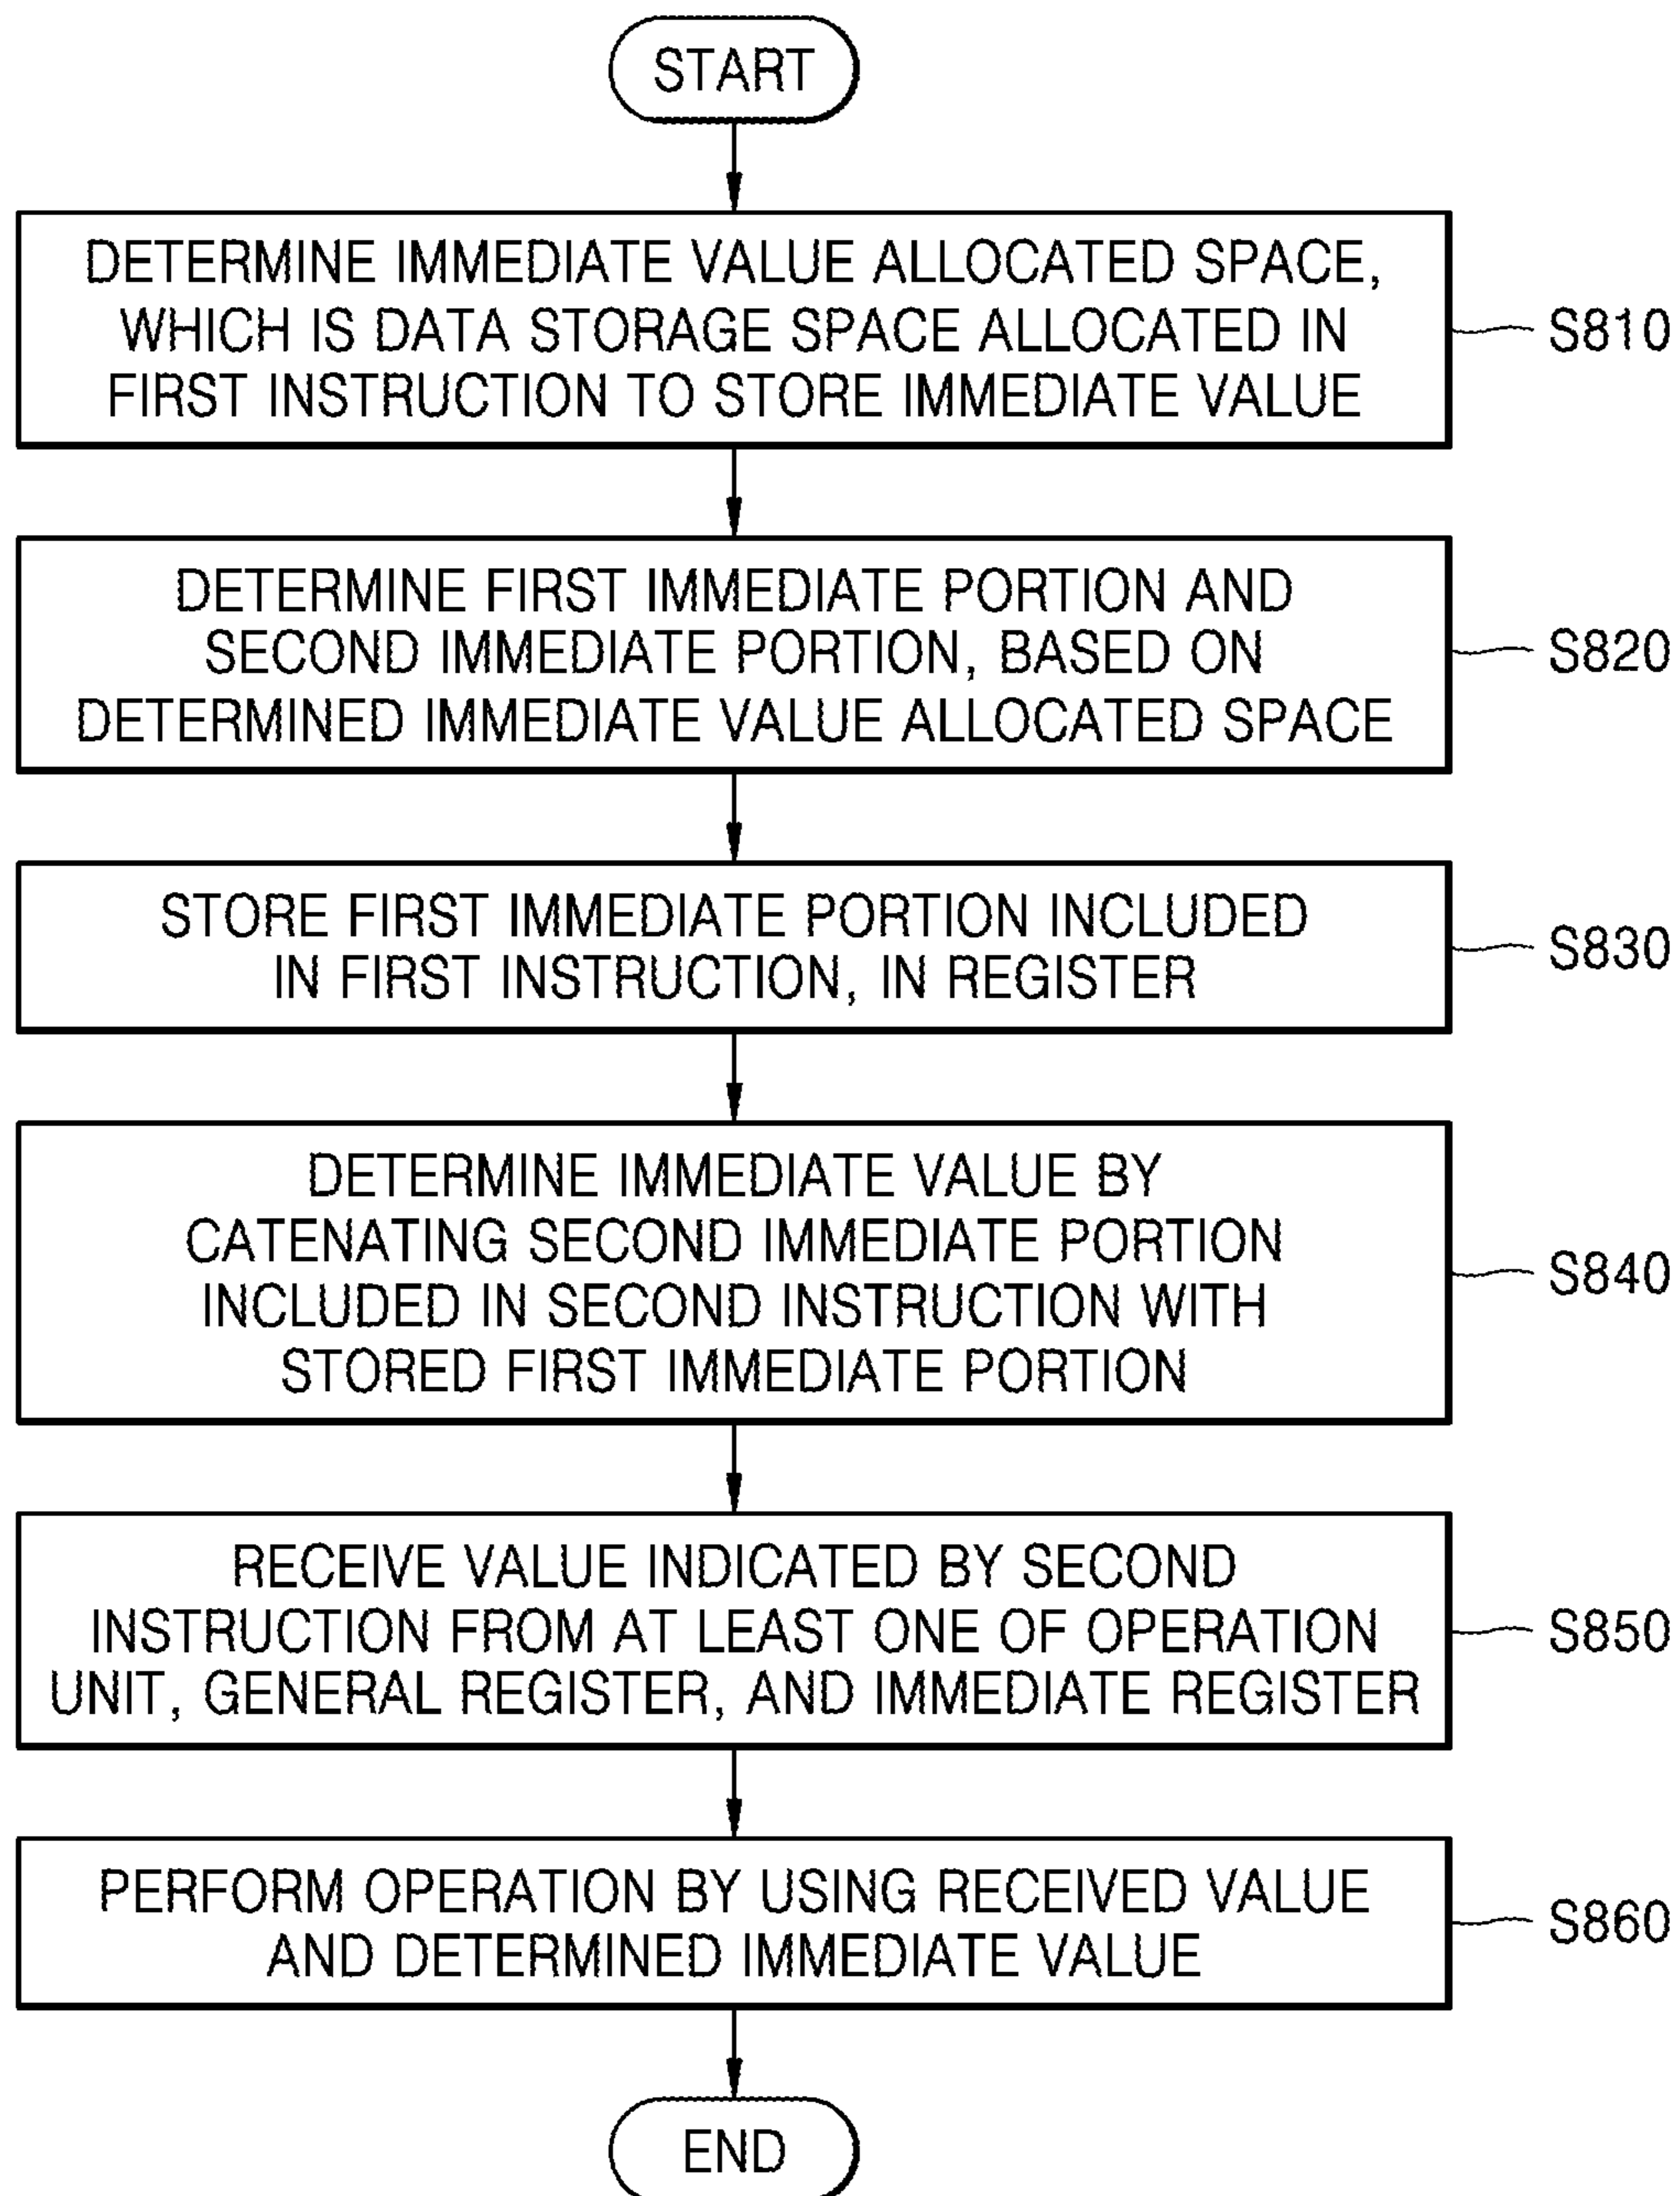 START
DETERMINE IMMEDIATE VALUE ALLOCATED SPACE,
WHICH IS DATA STORAGE SPACE ALLOCATED IN
FIRST INSTRUCTION TO STORE IMMEDIATE VALUE
S810
DETERMINE FIRST IMMEDIATE PORTION AND
SECOND IMMEDIATE PORTION, BASED ON
DETERMINED IMMEDIATE VALUE ALLOCATED SPACE
S820
STORE FIRST IMMEDIATE PORTION INCLUDED
IN FIRST INSTRUCTION, IN REGISTER
S830
DETERMINE IMMEDIATE VALUE BY
CATENATING SECOND IMMEDIATE PORTION
INCLUDED IN SECOND INSTRUCTION WITH
STORED FIRST IMMEDIATE PORTION
S840
RECEIVE VALUE INDICATED BY SECOND
INSTRUCTION FROM AT LEAST ONE OF OPERATION
UNIT, GENERAL REGISTER, AND IMMEDIATE REGISTER
S850
PERFORM OPERATION BY USING RECEIVED VALUE
AND DETERMINED IMMEDIATE VALUE
S860
END